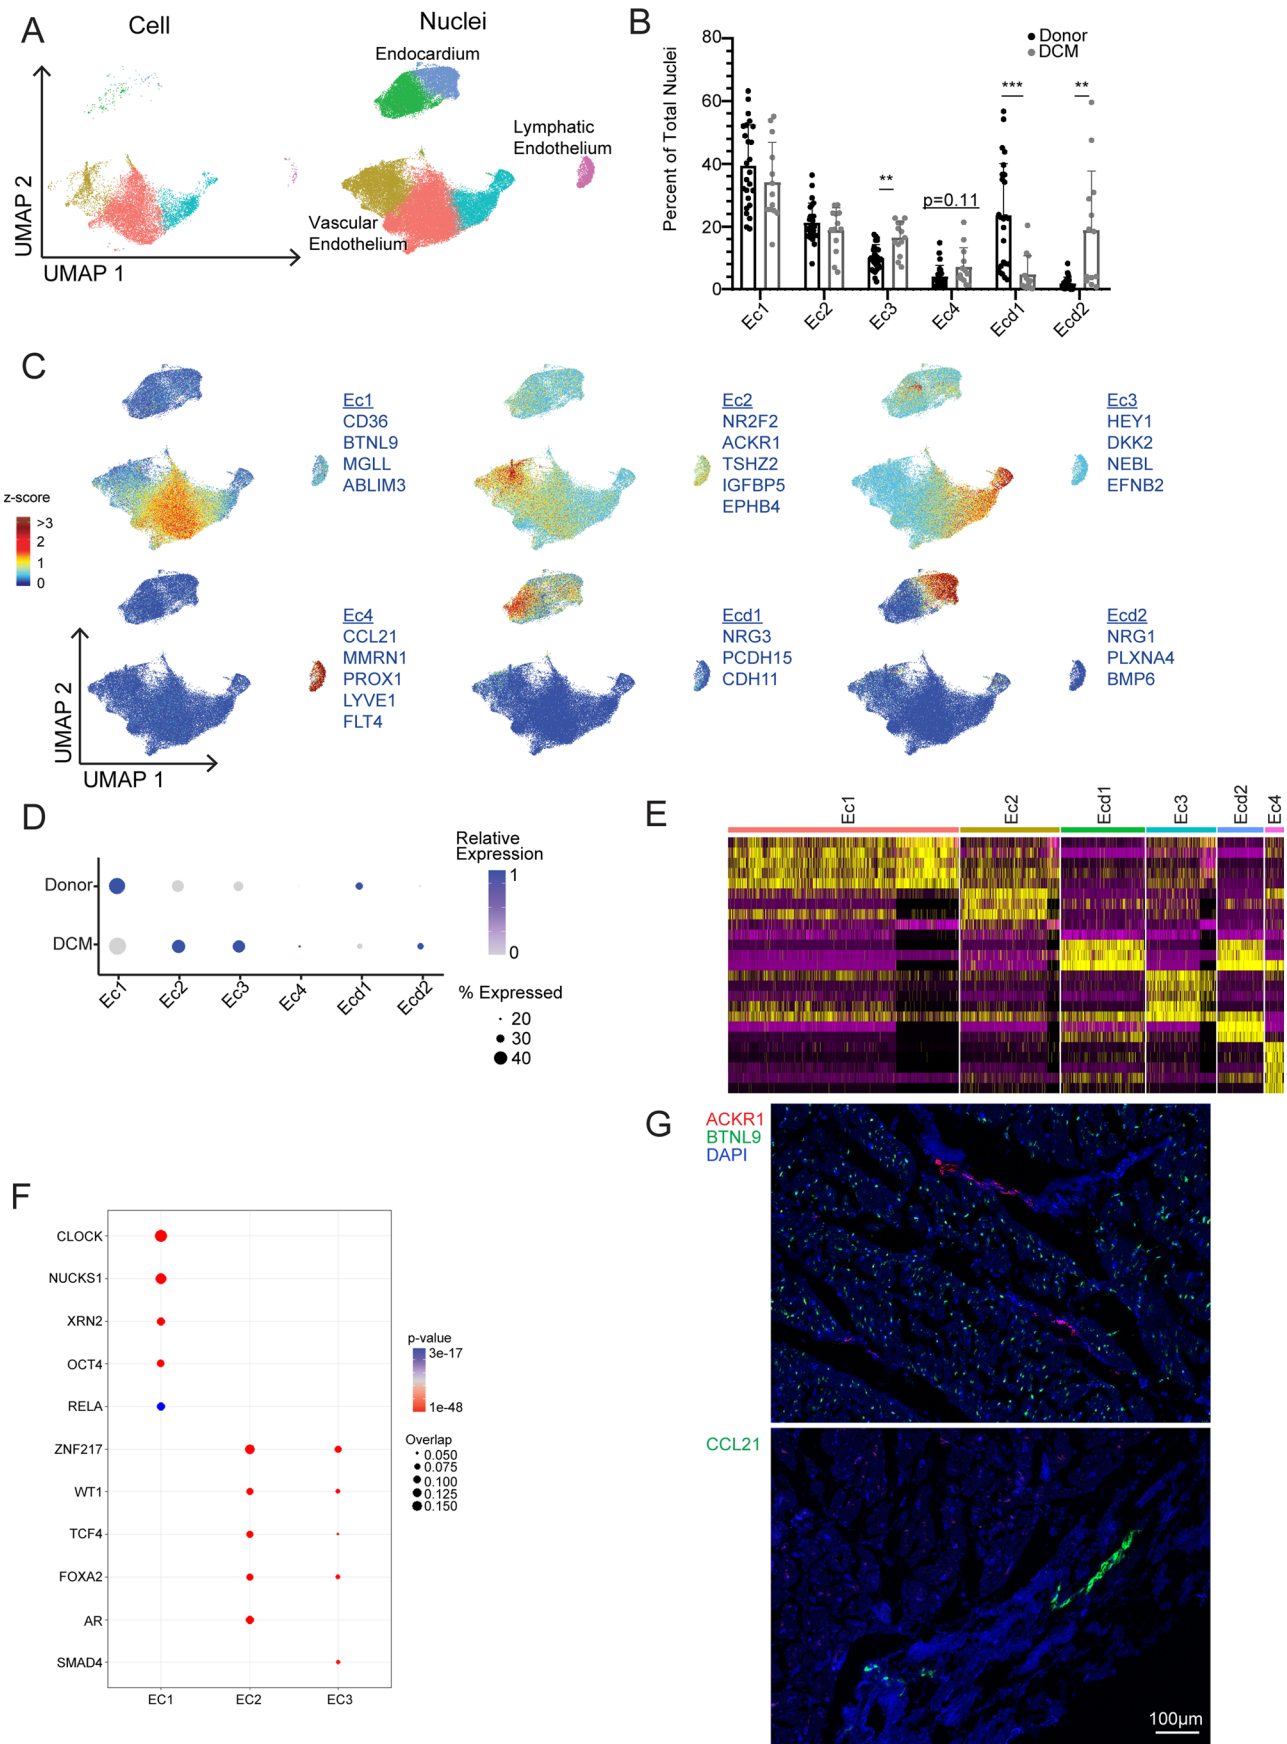 A
Cell
Nuclei
Endocardium
Lymphatic
Endothelium
Vascular
Endothelium
UMAP 2
UMAP 1
B
Donor
DCM
Percent of Total Nuclei
80
60
40
20
0
***
**
**
p=0.11
Ec1
Ec2
Ec3
Ec4
Ecd1
Ecd2
C
z-score
>3
2
1
0
Ec1
CD36
BTNL9
MGLL
ABLIM3
Ec2
NR2F2
ACKR1
TSHZ2
IGFBP5
EPHB4
Ec3
HEY1
DKK2
NEBL
EFNB2
Ec4
CCL21
MMRN1
PROX1
LYVE1
FLT4
Ecd1
NRG3
PCDH15
CDH11
Ecd2
NRG1
PLXNA4
BMP6
UMAP 2
UMAP 1
D
Donor
DCM
Ec1
Ec2
Ec3
Ec4
Ecd1
Ecd2
Relative
Expression
1
0
% Expressed
20
30
40
E
Ec1
Ec2
Ecd1
Ec3
Ecd2
Ec4
F
CLOCK
NUCKS1
XRN2
OCT4
RELA
ZNF217
WT1
TCF4
FOXA2
AR
SMAD4
EC1
EC2
EC3
p-value
3e-17
1e-48
Overlap
0.050
0.075
0.100
0.125
0.150
G
ACKR1
BTNL9
DAPI
CCL21
100µm